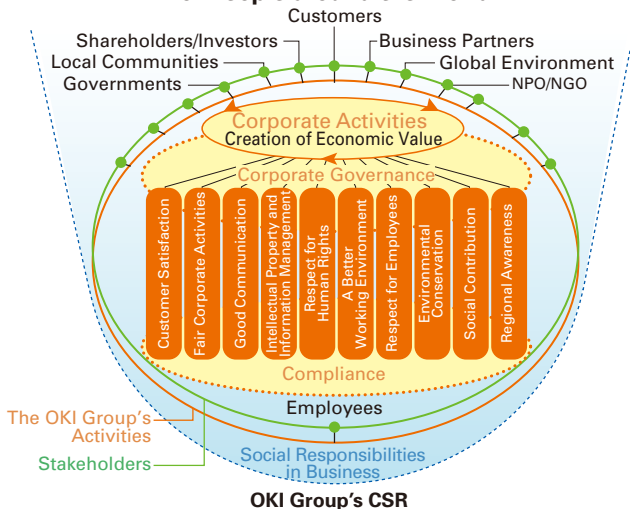 Customers
Shareholders/Investors
Business Partners
Local Communities
Global Environment
Governments
NPO/NGO
Corporate Activities
Creation of Economic Value
Corporate Governance
Customer Satisfaction
Fair Corporate Activities
Good Communication
Intellectual Property and
Information Management
Respect for
Human Rights
A Better
Working Environment
Respect for Employees
Environmental
Conservation
Social Contribution
Regional Awareness
Compliance
Employees
The OKI Group's
Activities
Stakeholders
Social Responsibilities
in Business
OKI Group's CSR